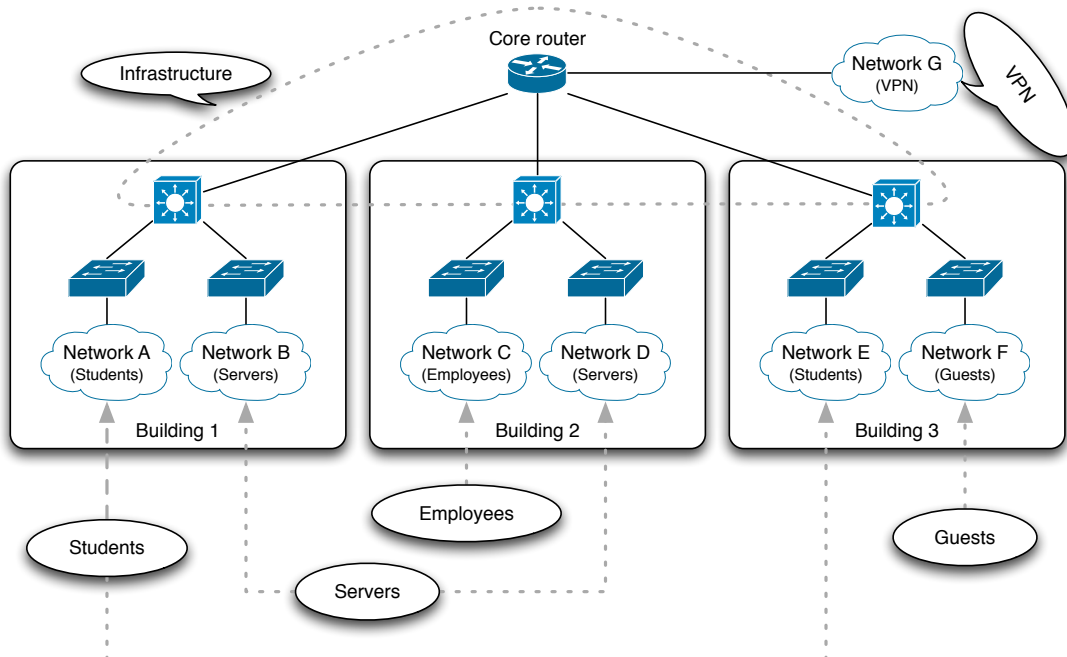 Core router
Infrastructure
Network G
(VPN)
VPN
Network A
(Students)
Network B
(Servers)
Network C
(Employees)
Network D
(Servers)
Network E
(Students)
Network F
(Guests)
Building 1
Building 2
Building 3
Employees
Students
Guests
Servers